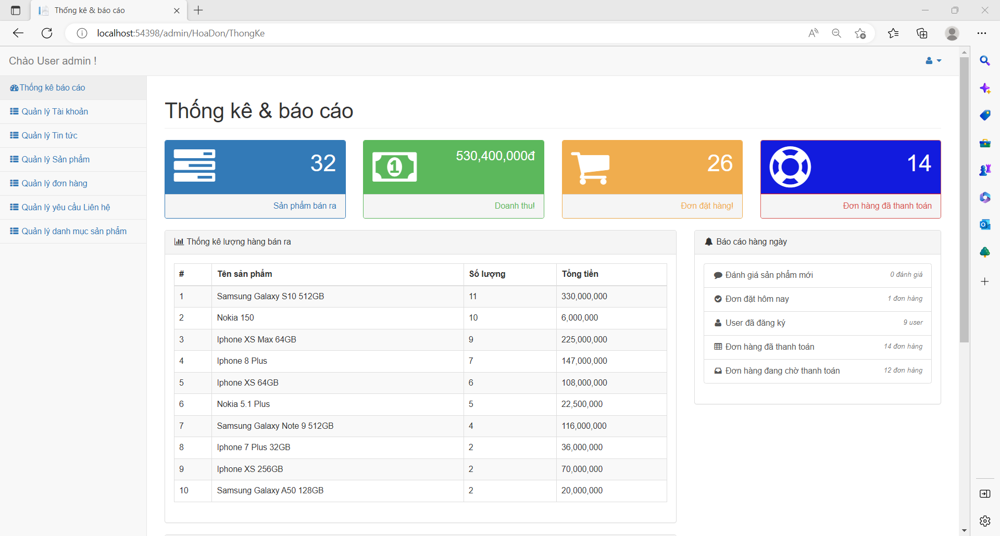 Thống kê & báo cáo
localhost:54398/admin/HoaDon/ThongKe
Chào User admin !
Thống kê báo cáo
Quản lý Tài khoản
Quản lý Tin tức
Quản lý Sản phẩm
Quản lý đơn hàng
Quản lý yêu cầu Liên hệ
Quản lý danh mục sản phẩm
Thống kê & báo cáo
32
Sản phẩm bán ra
1
530,400,000đ
Doanh thu!
26
Đơn đặt hàng!
14
Đơn hàng đã thanh toán
Thống kê lượng hàng bán ra
# Tên sản phẩm Số lượng Tổng tiền
1 Samsung Galaxy S10 512GB 11 330,000,000
2 Nokia 150 10 6,000,000
3 Iphone XS Max 64GB 9 225,000,000
4 Iphone 8 Plus 7 147,000,000
5 Iphone XS 64GB 6 108,000,000
6 Nokia 5.1 Plus 5 22,500,000
7 Samsung Galaxy Note 9 512GB 4 116,000,000
8 Iphone 7 Plus 32GB 2 36,000,000
9 Iphone XS 256GB 2 70,000,000
10 Samsung Galaxy A50 128GB 2 20,000,000
Báo cáo hàng ngày
Đánh giá sản phẩm mới 0 đánh giá
Đơn đặt hôm nay 1 đơn hàng
User đã đăng ký 9 user
Đơn hàng đã thanh toán 14 đơn hàng
Đơn hàng đang chờ thanh toán 12 đơn hàng